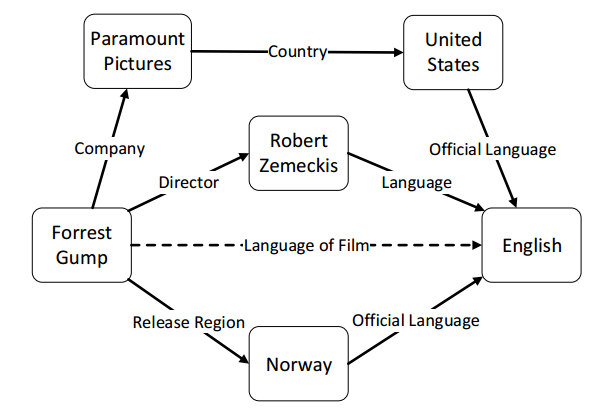 Paramount
Pictures
Country
United
States
Company
Official Language
Robert
Zemeckis
Director
Language
Forrest
Gump
Language of Film
English
Release Region
Official Language
Norway